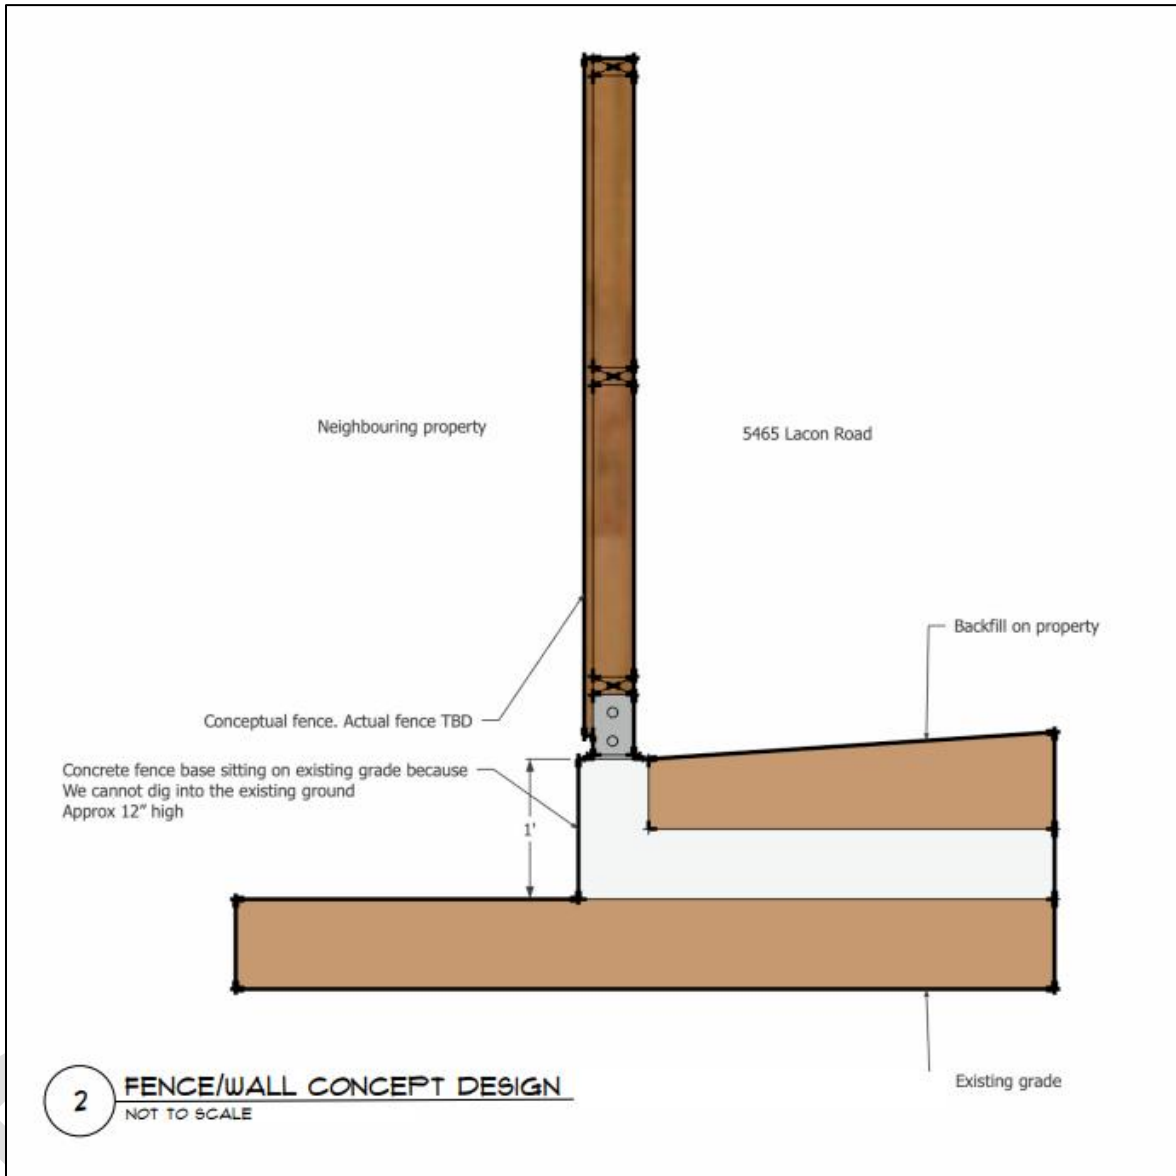 Neighbouring property
5465 Lacon Road
Backfill on property
Conceptual fence. Actual fence TBD
Concrete fence base sitting on existing grade because
We cannot dig into the existing ground
Approx 12" high
1'
2
FENCE/WALL CONCEPT DESIGN
NOT TO SCALE
Existing grade